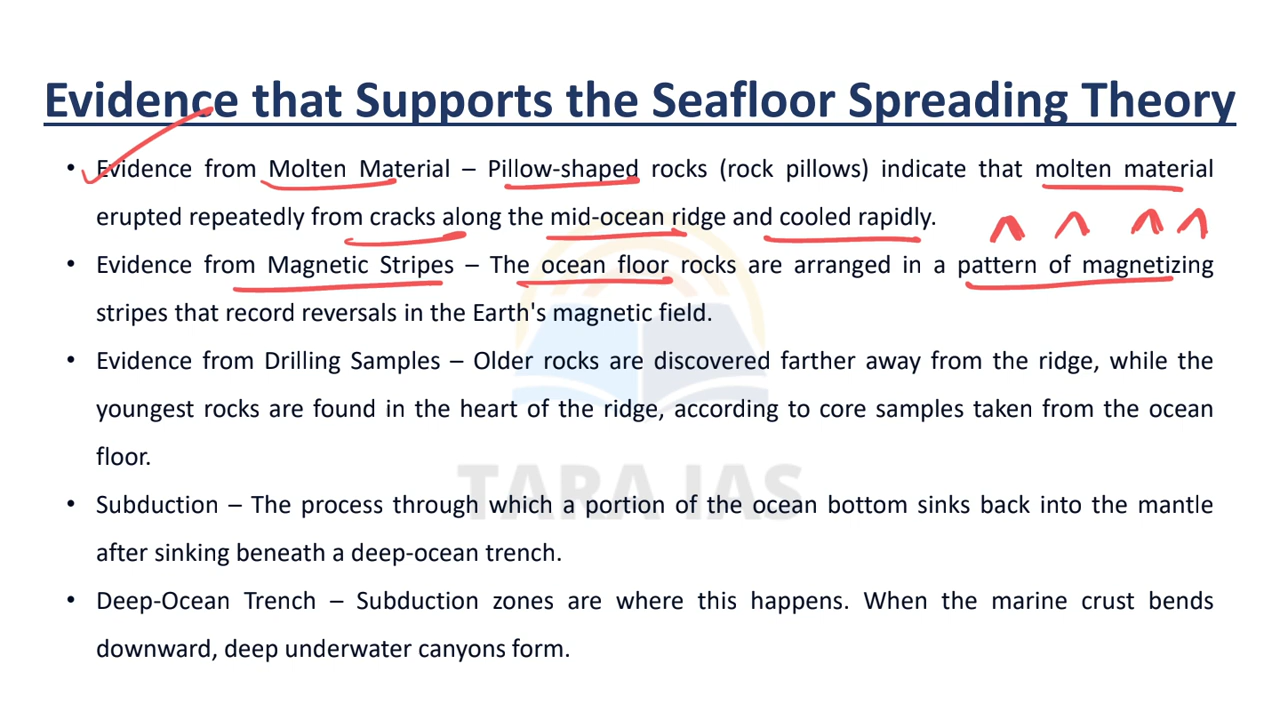 Evidence that Supports the Seafloor Spreading Theory
• Evidence from Molten Material – Pillow-shaped rocks (rock pillows) indicate that molten material
erupted repeatedly from cracks along the mid-ocean ridge and cooled rapidly.
• Evidence from Magnetic Stripes – The ocean floor rocks are arranged in a pattern of magnetizing
stripes that record reversals in the Earth's magnetic field.
• Evidence from Drilling Samples – Older rocks are discovered farther away from the ridge, while the
youngest rocks are found in the heart of the ridge, according to core samples taken from the ocean
floor.
TARA IAS
• Subduction – The process through which a portion of the ocean bottom sinks back into the mantle
after sinking beneath a deep-ocean trench.
• Deep-Ocean Trench – Subduction zones are where this happens. When the marine crust bends
downward, deep underwater canyons form.